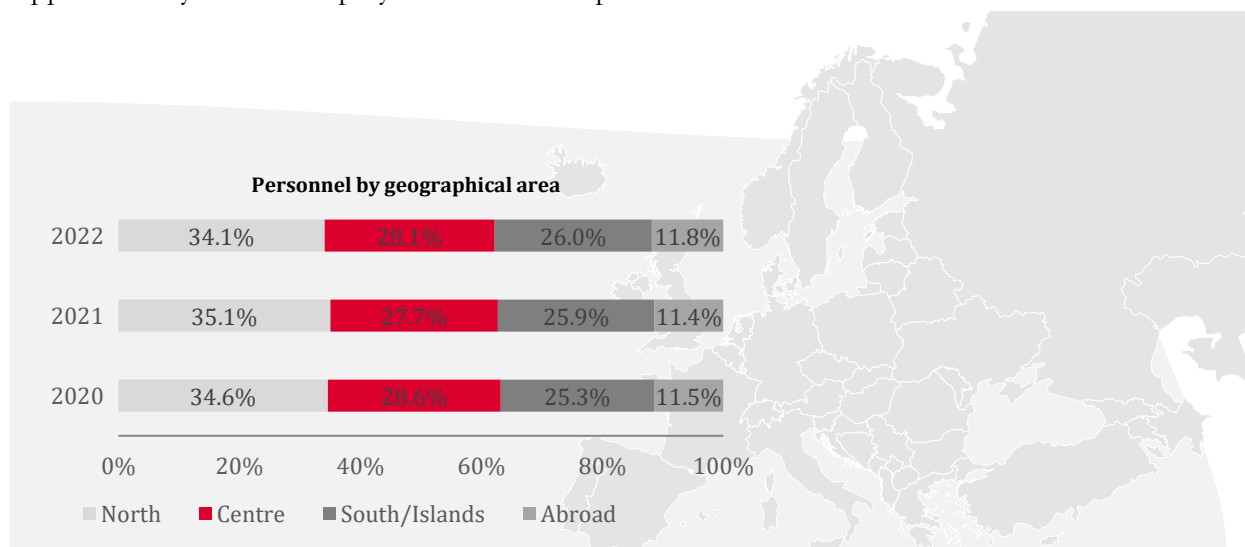 Personnel by geographical area
2022 34.1% 28.1% 26.0% 11.8%
2021 35.1% 27.7% 25.9% 11.4%
2020 34.6% 28.6% 25.3% 11.5%
0% 20% 40% 60% 80% 100%
North Centre South/Islands Abroad